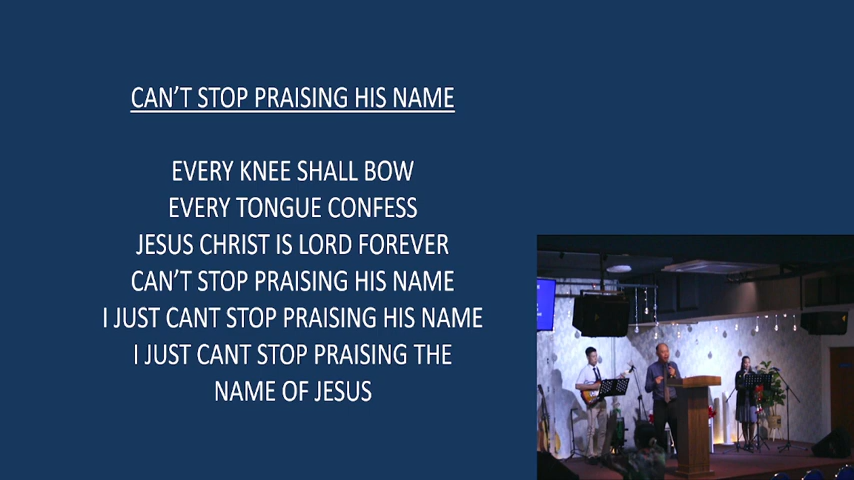 CAN'T STOP PRAISING HIS NAME
EVERY KNEE SHALL BOW
EVERY TONGUE CONFESS
JESUS CHRIST IS LORD FOREVER
CAN'T STOP PRAISING HIS NAME
I JUST CANT STOP PRAISING HIS NAME
I JUST CANT STOP PRAISING THE
NAME OF JESUS